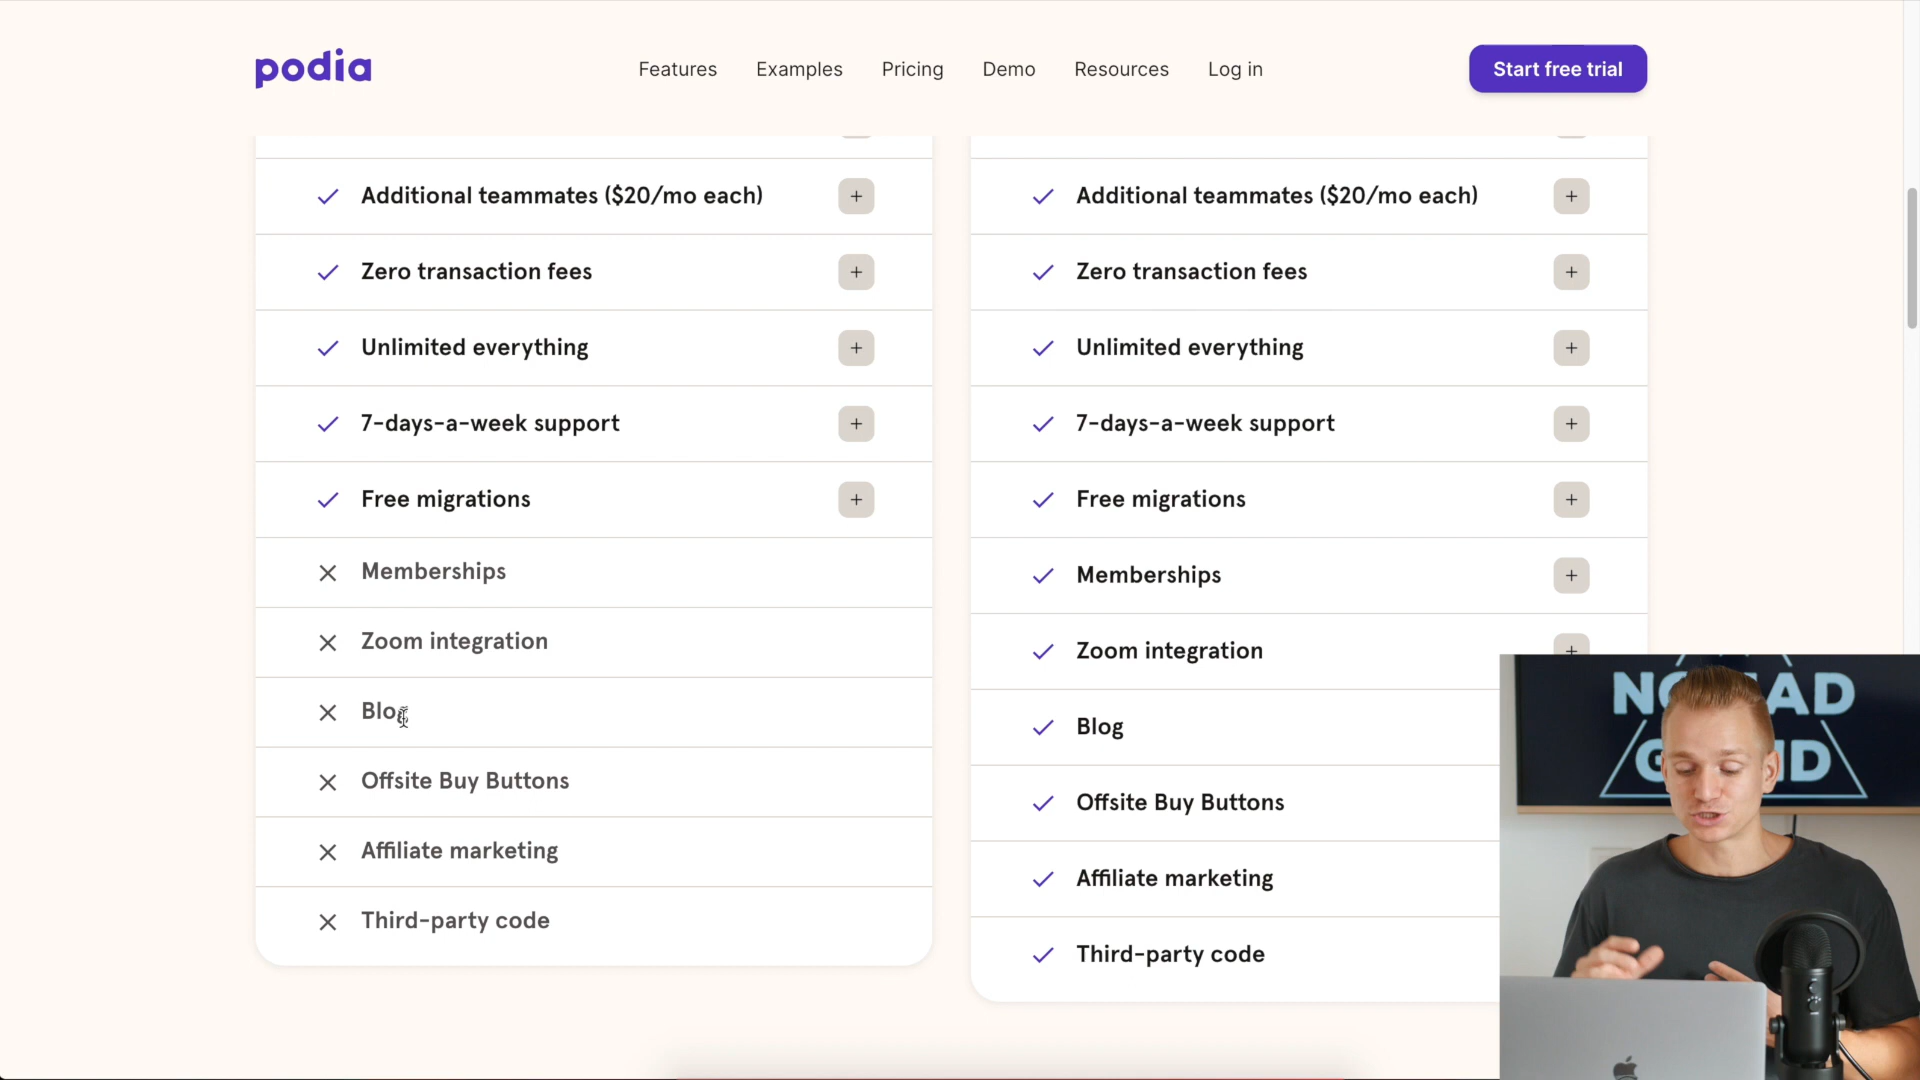 podia
Features
Examples
Pricing
Demo
Resources
Log in
Start free trial
Additional teammates ($20/mo each)
Zero transaction fees
Unlimited everything
7-days-a-week support
Free migrations
Memberships
Zoom integration
Blog
Offsite Buy Buttons
Affiliate marketing
Third-party code
Additional teammates ($20/mo each)
Zero transaction fees
Unlimited everything
7-days-a-week support
Free migrations
Memberships
Zoom integration
Blog
Offsite Buy Buttons
Affiliate marketing
Third-party code